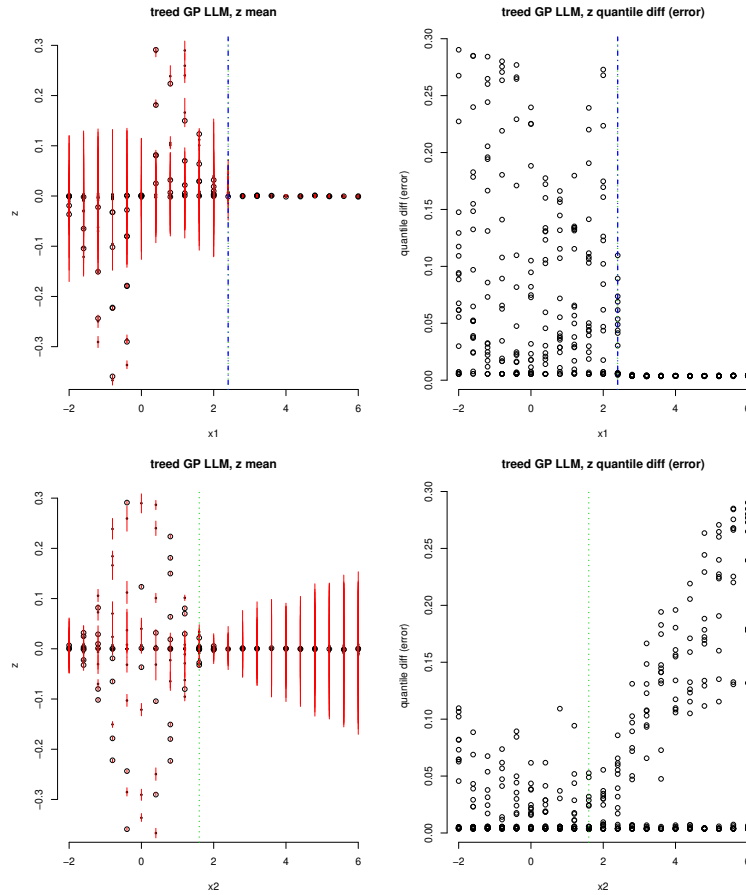 treed GP LLM, z mean
z
0.3
0.2
0.1
0.0
−0.1
−0.2
−0.3
−2 0 2 4 6
x1
treed GP LLM, z quantile diff (error)
quantile diff (error)
0.30
0.25
0.20
0.15
0.10
0.05
0.00
−2 0 2 4 6
x1
treed GP LLM, z mean
z
0.3
0.2
0.1
0.0
−0.1
−0.2
−0.3
−2 0 2 4 6
x2
treed GP LLM, z quantile diff (error)
quantile diff (error)
0.30
0.25
0.20
0.15
0.10
0.05
0.00
−2 0 2 4 6
x2